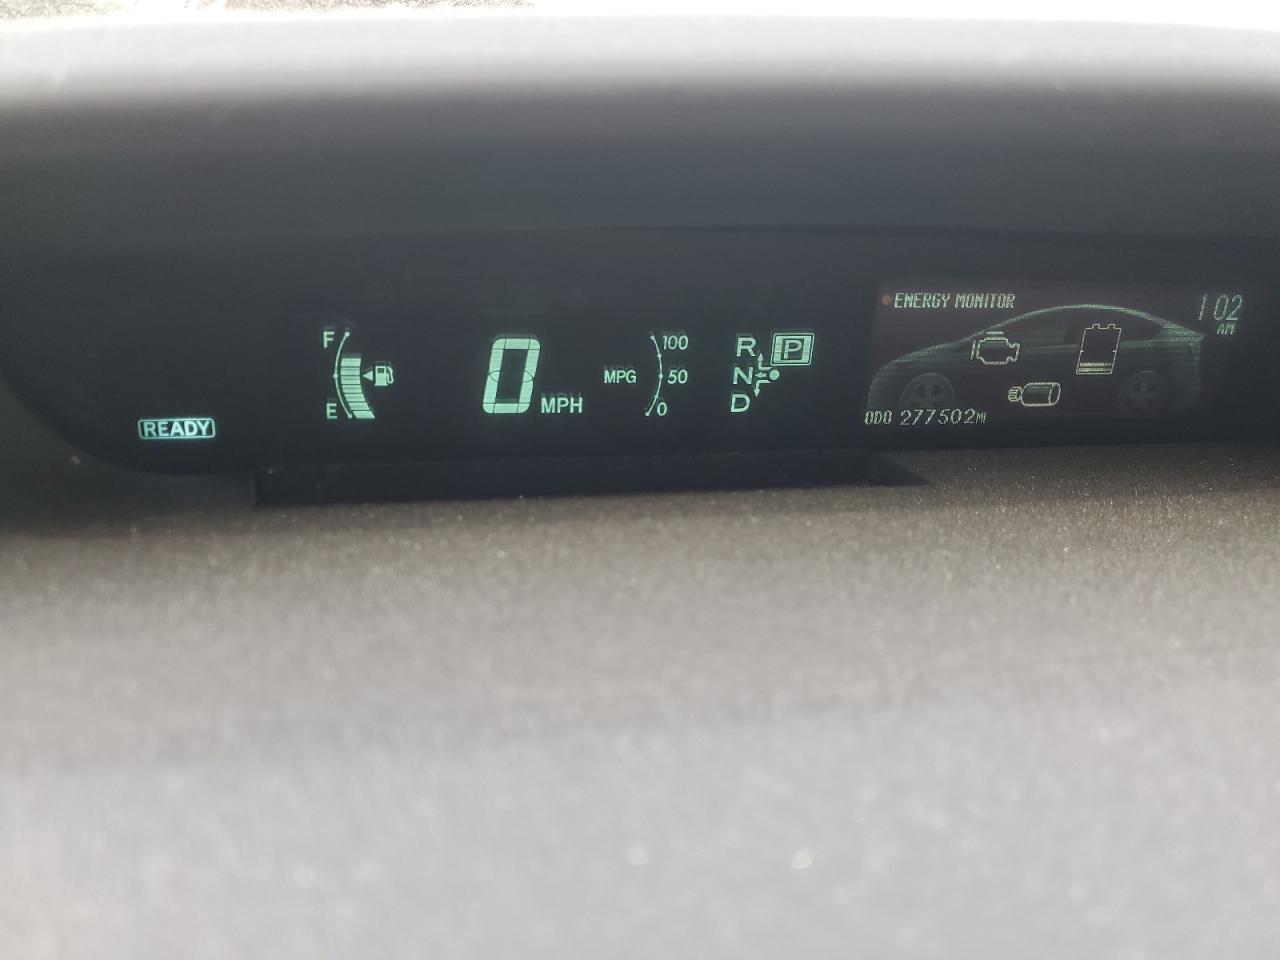 READY
F
E
0 MPH
MPG
100
50
0
R
N
D
P
ENERGY MONITOR
1 02
AM
ODO 277502MI